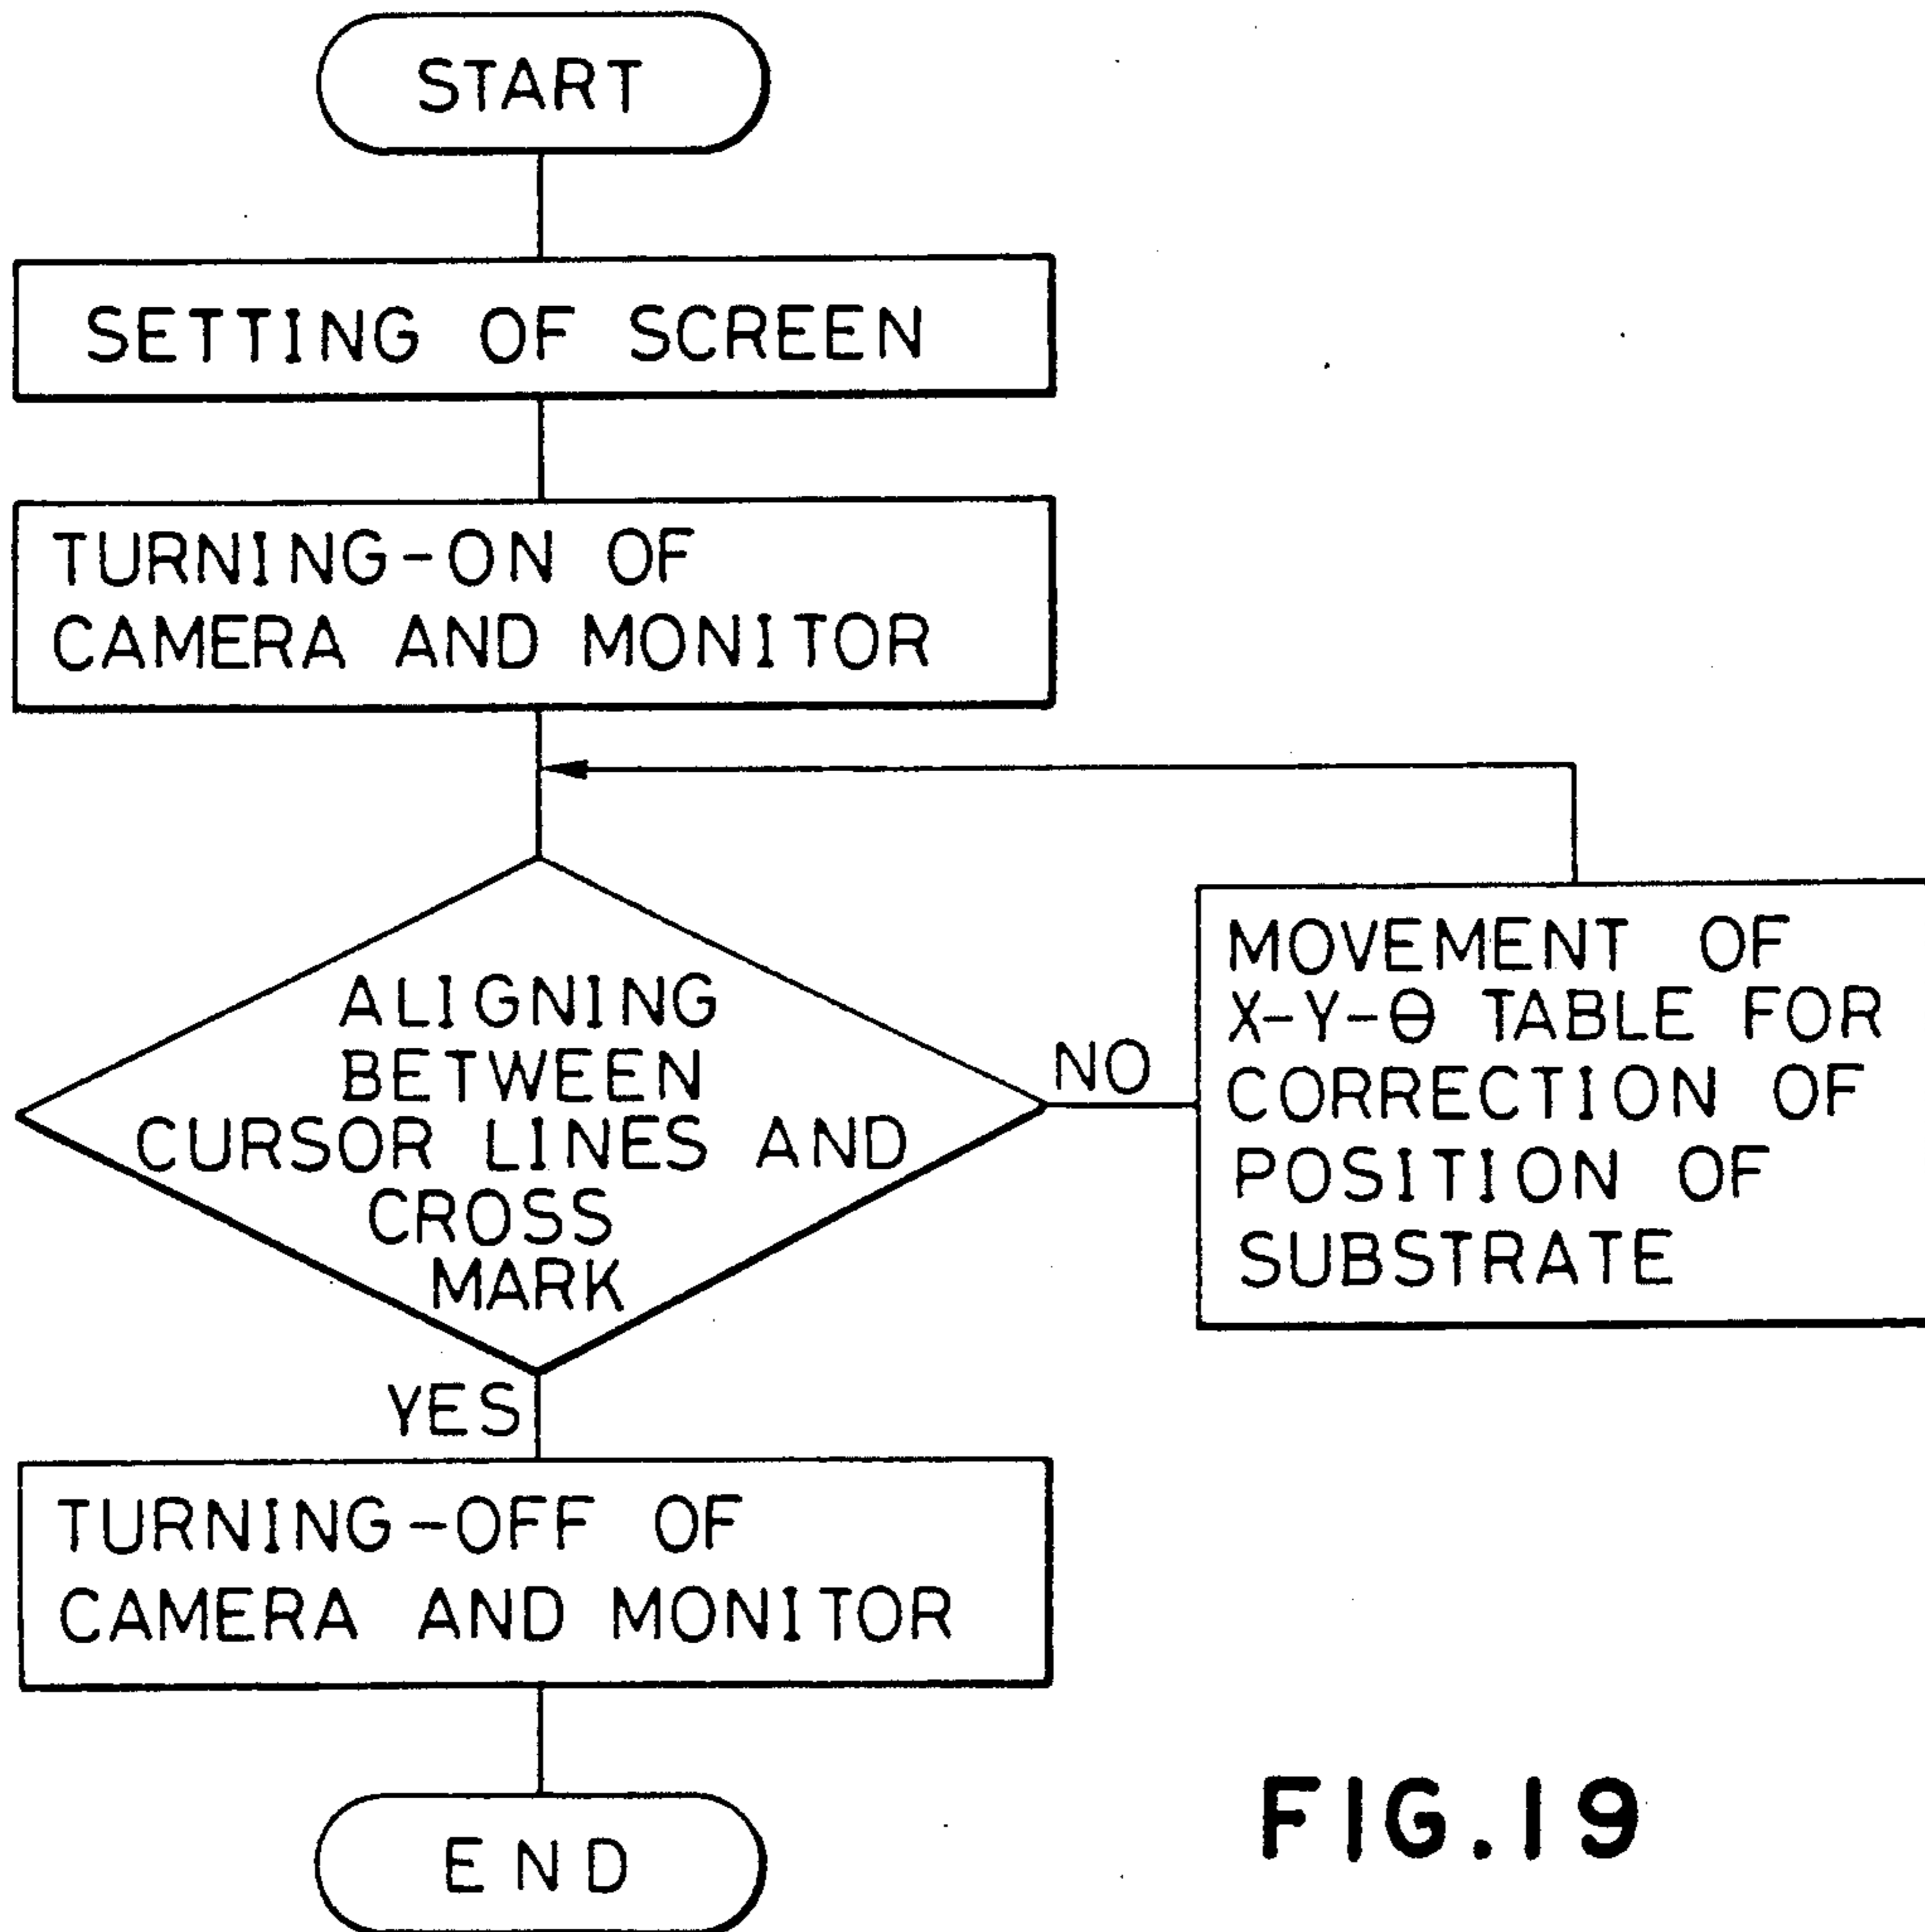 START
SETTING OF SCREEN
TURNING-ON OF
CAMERA AND MONITOR
ALIGNING
BETWEEN
CURSOR LINES AND
CROSS
MARK
NO
MOVEMENT OF
X-Y-θ TABLE FOR
CORRECTION OF
POSITION OF
SUBSTRATE
YES
TURNING-OFF OF
CAMERA AND MONITOR
END
FIG.19